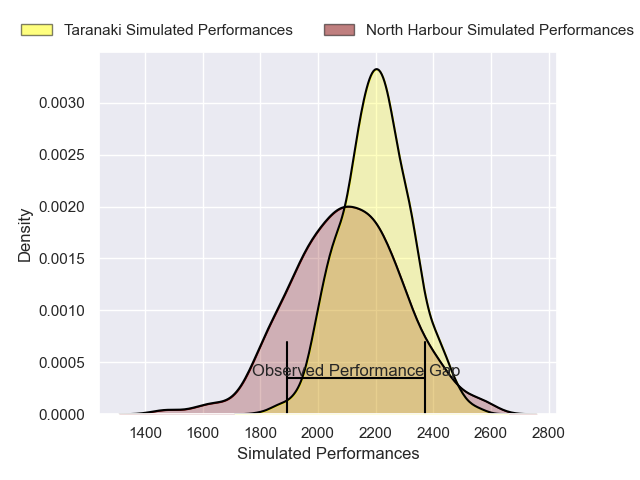 Taranaki Simulated Performances
North Harbour Simulated Performances
0.0030
0.0025
0.0020
0.0015
0.0010
0.0005
0.0000
Density
Observed Performance Gap
1400 1600 1800 2000 2200 2400 2600 2800
Simulated Performances